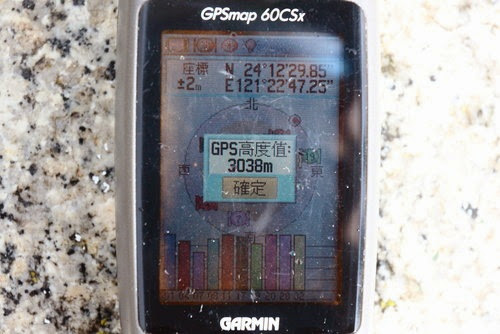 GPSmap 60CSx
座標 N 24°12'29.85"
±2m E121°22'47.23"
北
GPS高度值:
3038m
確定
GARMIN